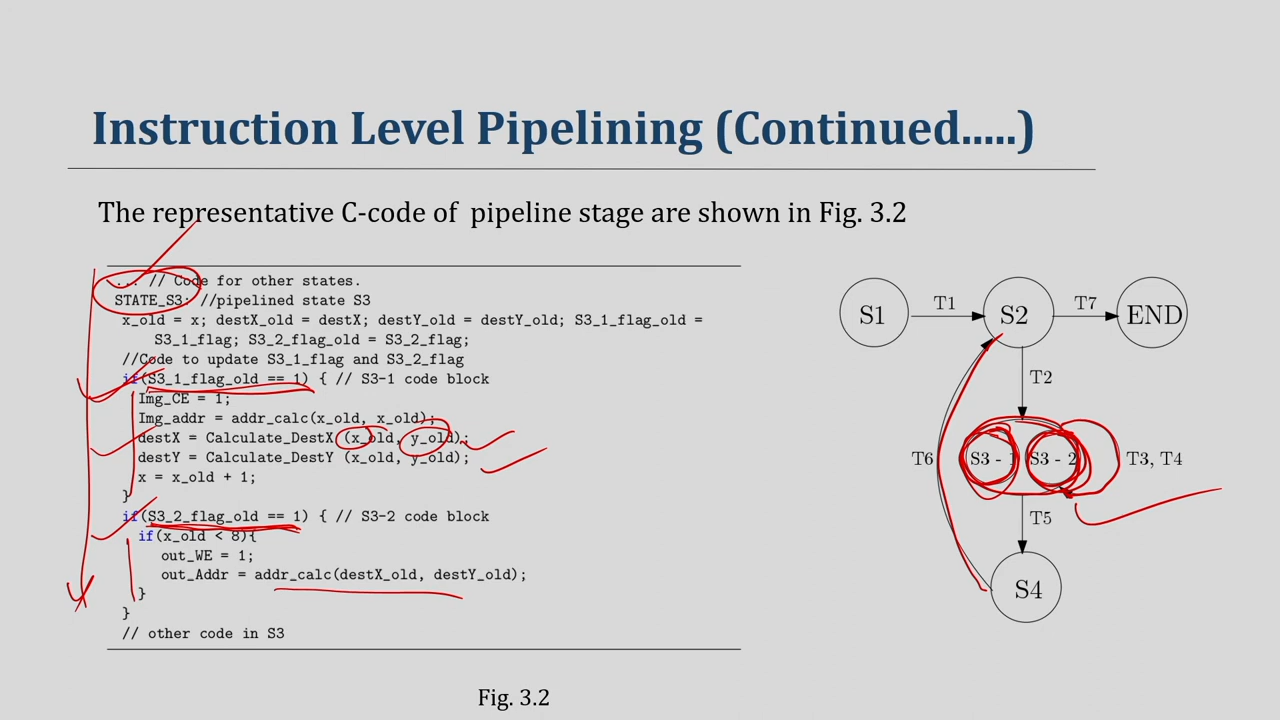 Instruction Level Pipelining (Continued.....)
The representative C-code of pipeline stage are shown in Fig. 3.2
... // Code for other states.
STATE_S3: //pipelined state S3
x_old = x; destX_old = destX; destY_old = destY_old; S3_1_flag_old =
S3_1_flag; S3_2_flag_old = S3_2_flag;
//Code to update S3_1_flag and S3_2_flag
if(S3_1_flag_old == 1) { // S3-1 code block
Img_CE = 1;
Img_addr = addr_calc(x_old, x_old);
destX = Calculate_DestX (x_old, y_old);
destY = Calculate_DestY (x_old, y_old);
x = x_old + 1;
}
if(S3_2_flag_old == 1) { // S3-2 code block
if(x_old < 8){
out_WE = 1;
out_Addr = addr_calc(destX_old, destY_old);
}
}
// other code in S3
Fig. 3.2
S1
T1
S2
T7
END
T2
T6
S3 - 1
S3 - 2
T3, T4
T5
S4